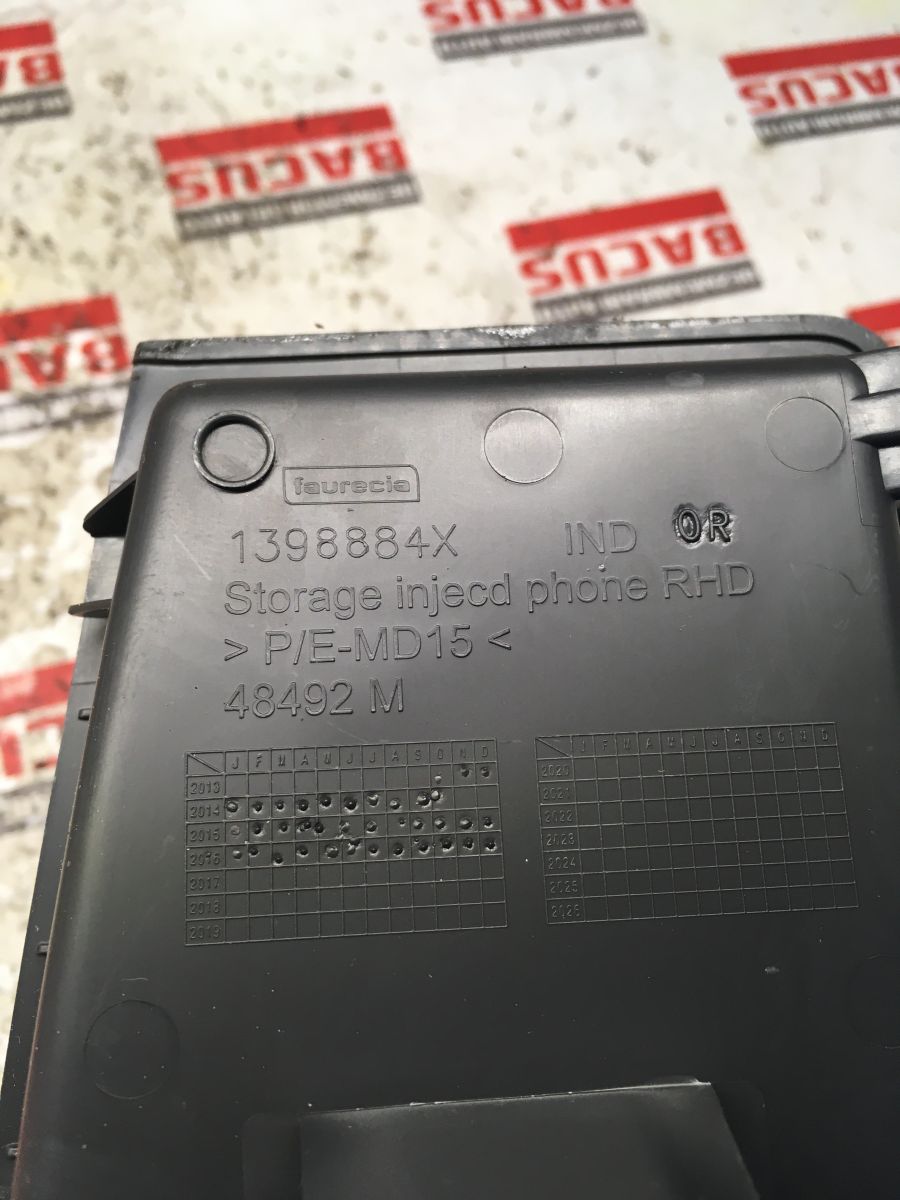 BACUS
BACUS
BACUS
BACUS
BACUS
BACUS
faurecia
1398884X IND 0R
Storage injecd phone RHD
> P/E-MD15 <
48492 M
J F M A M J J A S O N D
2013
2014
2015
2016
2017
2018
2019
J F M A M J J A S O N D
2020
2021
2022
2023
2024
2025
2026